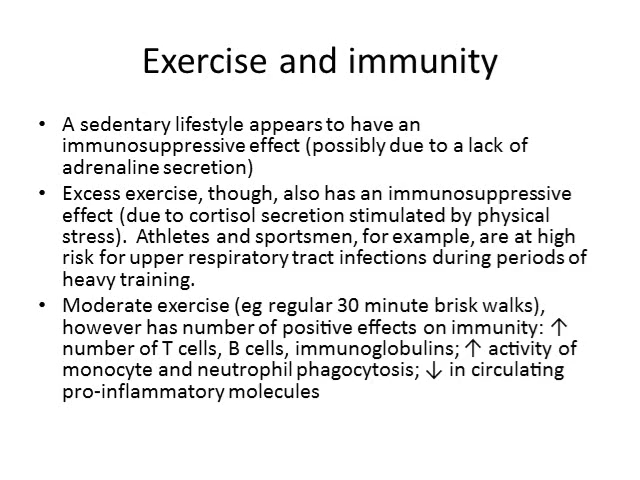 Exercise and immunity
• A sedentary lifestyle appears to have an
immunosuppressive effect (possibly due to a lack of
adrenaline secretion)
• Excess exercise, though, also has an immunosuppressive
effect (due to cortisol secretion stimulated by physical
stress).  Athletes and sportsmen, for example, are at high
risk for upper respiratory tract infections during periods of
heavy training.
• Moderate exercise (eg regular 30 minute brisk walks),
however has number of positive effects on immunity: ↑
number of T cells, B cells, immunoglobulins; ↑ activity of
monocyte and neutrophil phagocytosis; ↓ in circulating
pro-inflammatory molecules